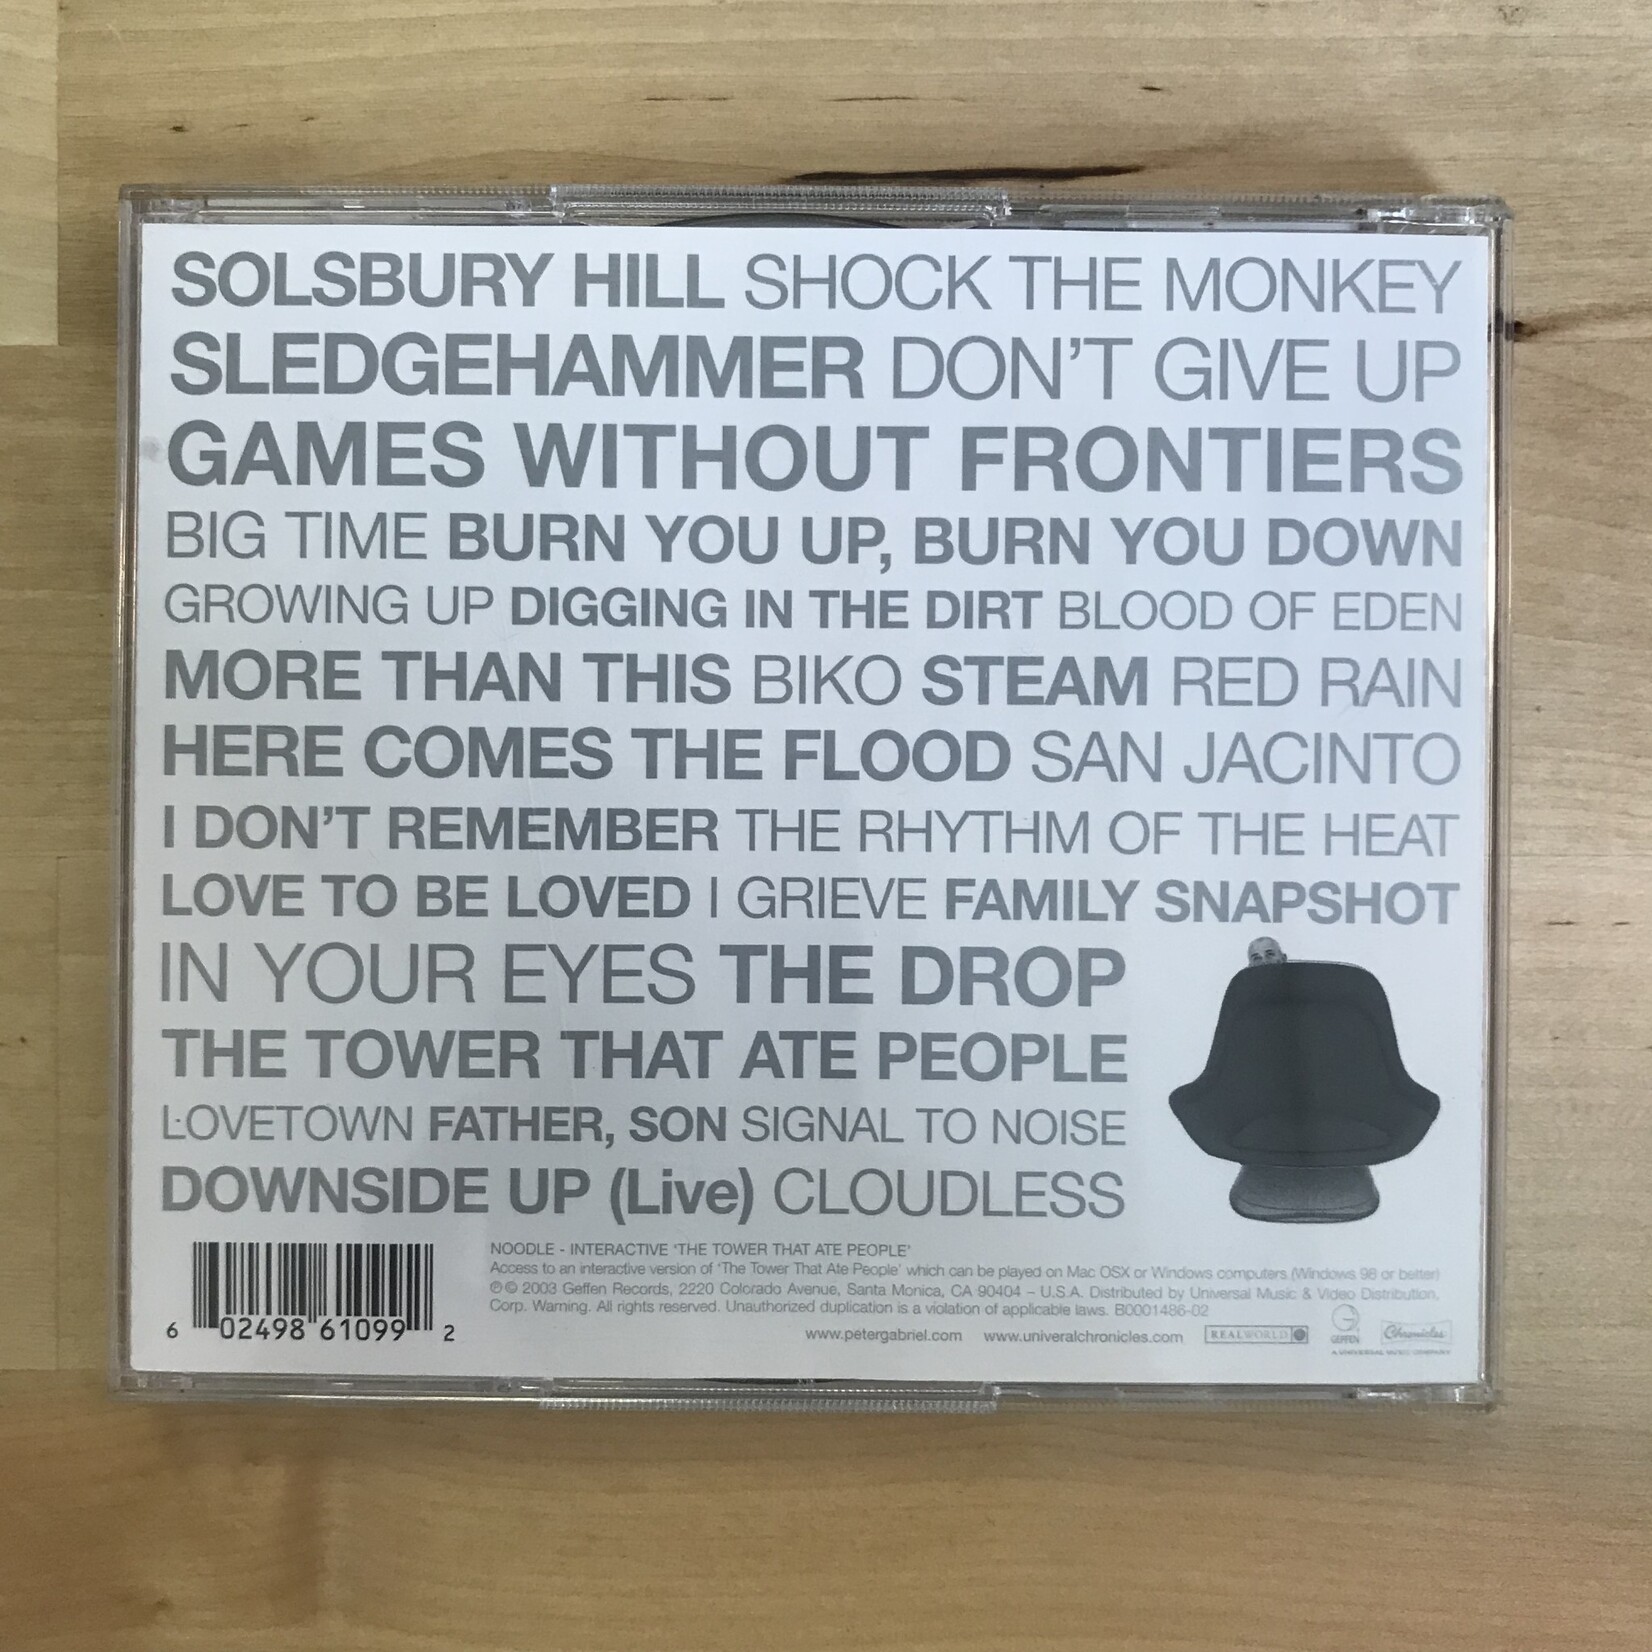 SOLSBURY HILL SHOCK THE MONKEY
SLEDGEHAMMER DON'T GIVE UP
GAMES WITHOUT FRONTIERS
BIG TIME BURN YOU UP, BURN YOU DOWN
GROWING UP DIGGING IN THE DIRT BLOOD OF EDEN
MORE THAN THIS BIKO STEAM RED RAIN
HERE COMES THE FLOOD SAN JACINTO
I DON'T REMEMBER THE RHYTHM OF THE HEAT
LOVE TO BE LOVED I GRIEVE FAMILY SNAPSHOT
IN YOUR EYES THE DROP
THE TOWER THAT ATE PEOPLE
LOVETOWN FATHER, SON SIGNAL TO NOISE
DOWNSIDE UP (Live) CLOUDLESS
NOODLE - INTERACTIVE 'THE TOWER THAT ATE PEOPLE'
Access to an interactive version of 'The Tower That Ate People' which can be played on Mac OSX or Windows computers (Windows 98 or better)
℗© 2003 Geffen Records, 2220 Colorado Avenue, Santa Monica, CA 90404 – U.S.A. Distributed by Universal Music & Video Distribution,
Corp. Warning. All rights reserved. Unauthorized duplication is a violation of applicable laws. B0001486-02
6 02498 61099 2
www.petergabriel.com www.univeralchronicles.com REALWORLD GEFFEN Chronicles
A UNIVERSAL MUSIC COMPANY